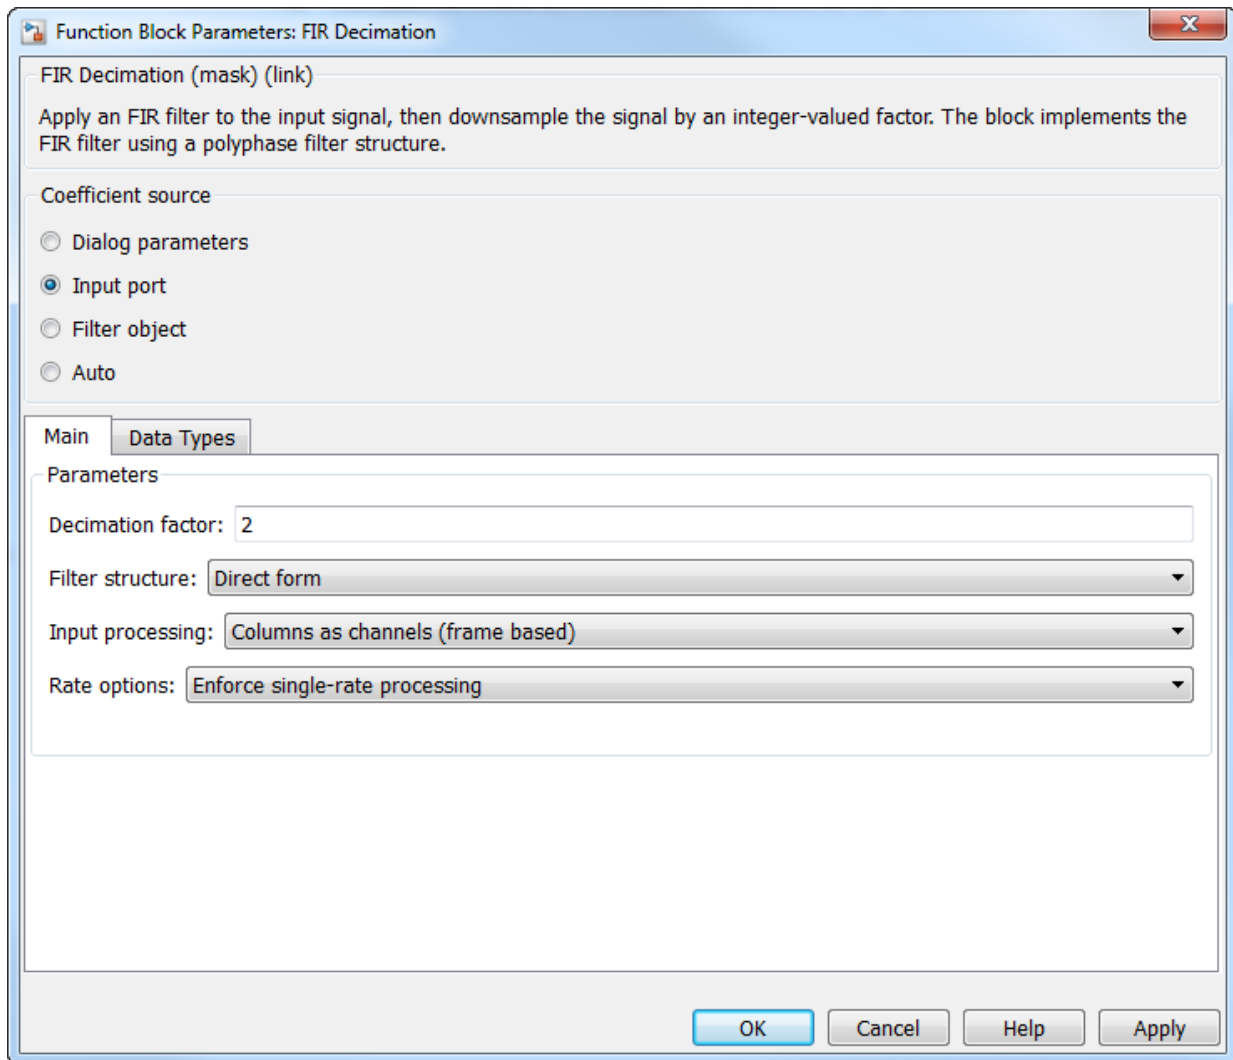 Function Block Parameters: FIR Decimation
FIR Decimation (mask) (link)
Apply an FIR filter to the input signal, then downsample the signal by an integer-valued factor. The block implements the
FIR filter using a polyphase filter structure.
Coefficient source
Dialog parameters
Input port
Filter object
Auto
Main Data Types
Parameters
Decimation factor: 2
Filter structure: Direct form
Input processing: Columns as channels (frame based)
Rate options: Enforce single-rate processing
OK Cancel Help Apply